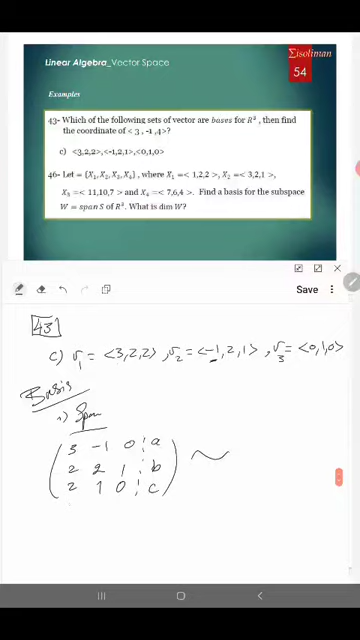 Linear Algebra_Vector Space
Σisoliman
54
Examples
43- Which of the following sets of vector are bases for R³, then find
the coordinate of < 3 , -1 ,4>?
c) <3,2,2>,<-1,2,1>,<0,1,0>
46- Let = {X₁, X₂, X₃, X₄}, where X₁ =< 1,2,2 >, X₂ =< 3,2,1 >,
X₃ =< 11,10,7 > and X₄ =< 7,6,4 >. Find a basis for the subspace
W = span S of R³. What is dim W?
43
c) v₁ = <3,2,2> , v₂ = <-1,2,1> , v₃ = <0,1,0>
Basis
1) Span
3 -1 0 a
2 2 1 b ~
2 1 0 c